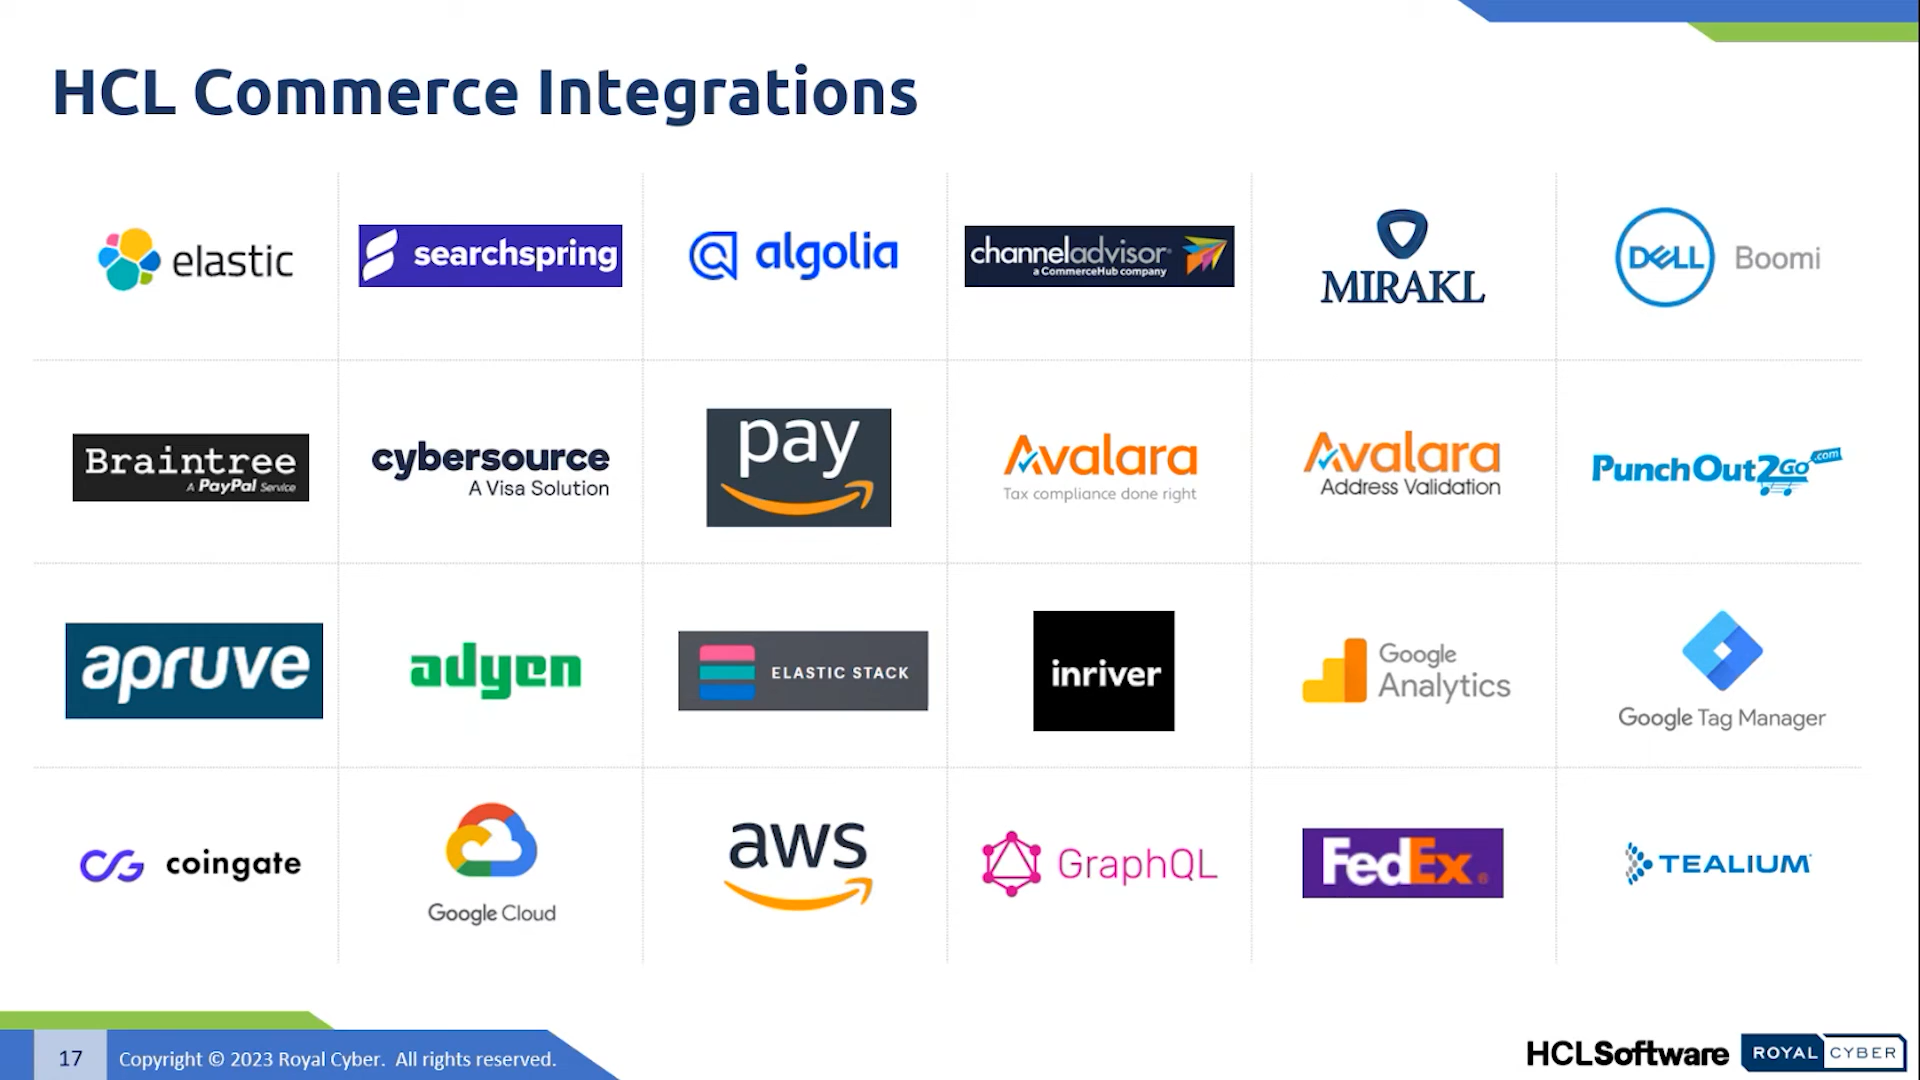 HCL Commerce Integrations
elastic
searchspring
algolia
channeladvisor
a CommerceHub company
MIRAKL
DELL Boomi
Braintree
A PayPal Service
cybersource
A Visa Solution
pay
Avalara
Tax compliance done right
Avalara
Address Validation
PunchOut2Go.com
apruve
adyen
ELASTIC STACK
inriver
Google
Analytics
Google Tag Manager
coingate
Google Cloud
aws
GraphQL
FedEx®
TEALIUM
17
Copyright © 2023 Royal Cyber. All rights reserved.
HCLSoftware
ROYAL CYBER